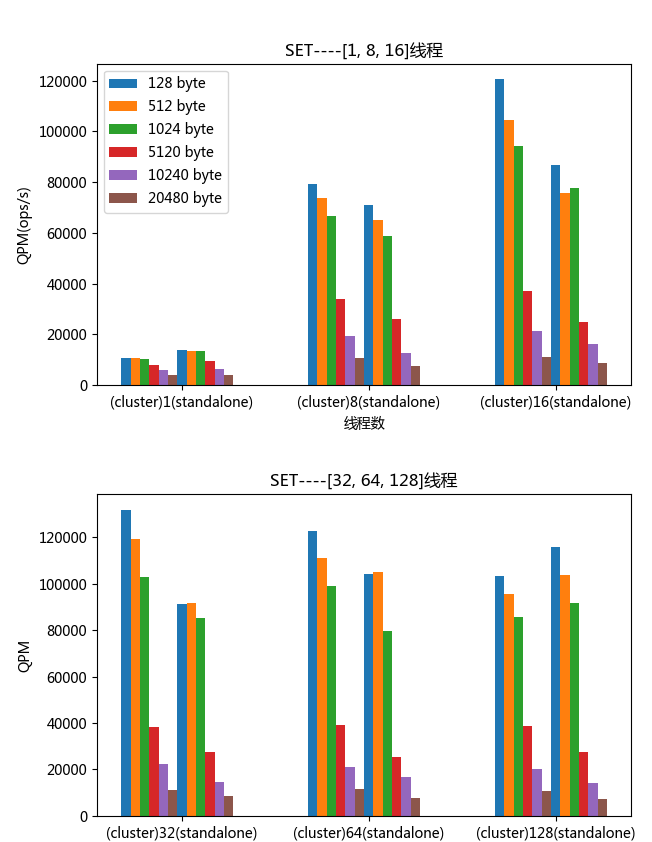 SET----[1, 8, 16]线程
120000
100000
80000
60000
40000
20000
0
QPM(ops/s)
128 byte
512 byte
1024 byte
5120 byte
10240 byte
20480 byte
(cluster)1(standalone)
(cluster)8(standalone)
(cluster)16(standalone)
线程数
SET----[32, 64, 128]线程
120000
100000
80000
60000
40000
20000
0
QPM
(cluster)32(standalone)
(cluster)64(standalone)
(cluster)128(standalone)